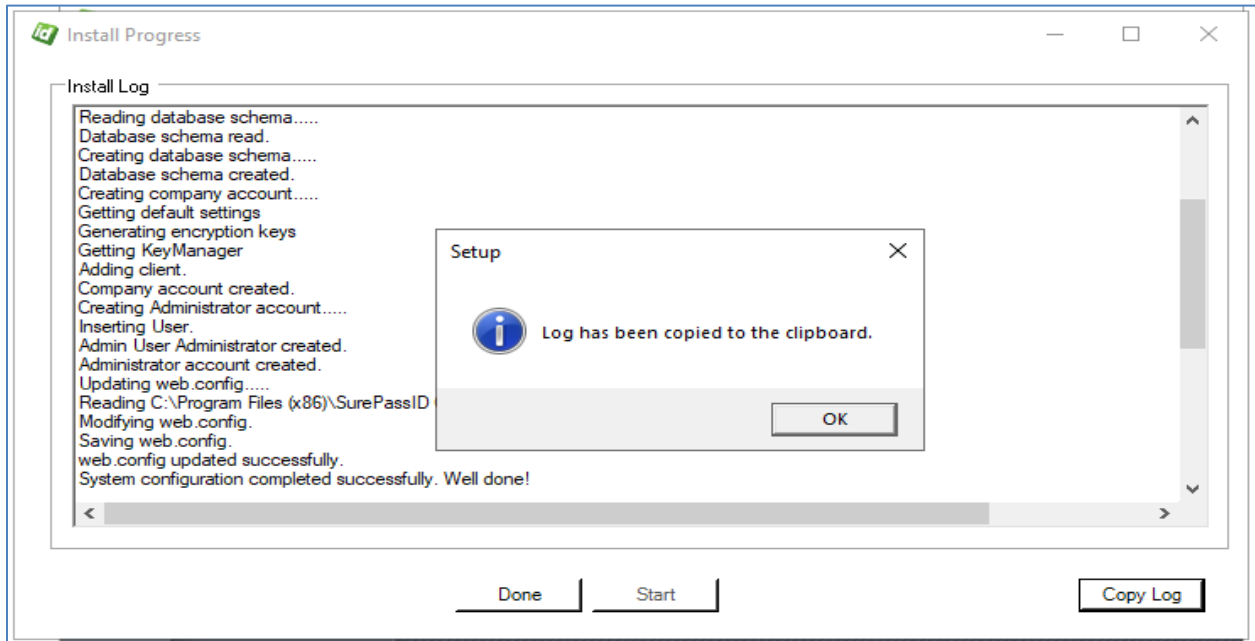 id Install Progress
Install Log
Reading database schema.....
Database schema read.
Creating database schema.....
Database schema created.
Creating company account.....
Getting default settings
Generating encryption keys
Getting KeyManager
Adding client.
Company account created.
Creating Administrator account.....
Inserting User.
Admin User Administrator created.
Administrator account created.
Updating web.config.....
Reading C:\Program Files (x86)\SurePassID
Modifying web.config.
Saving web.config.
web.config updated successfully.
System configuration completed successfully. Well done!
Setup
Log has been copied to the clipboard.
OK
Done Start Copy Log